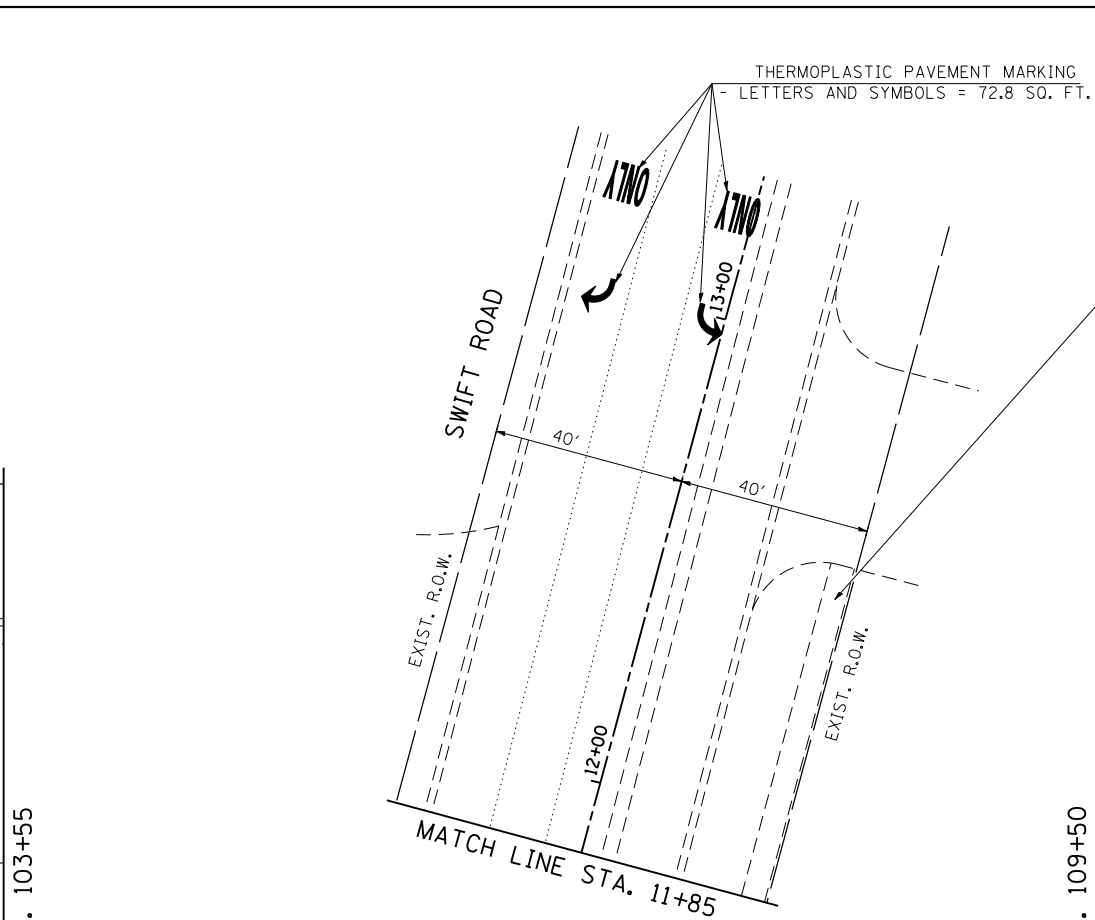 THERMOPLASTIC PAVEMENT MARKING
- LETTERS AND SYMBOLS = 72.8 SQ. FT.
ONLY
ONLY
13+00
SWIFT ROAD
40'
40'
EXIST. R.O.W.
EXIST. R.O.W.
12+00
MATCH LINE STA. 11+85
. 103+55
. 109+50